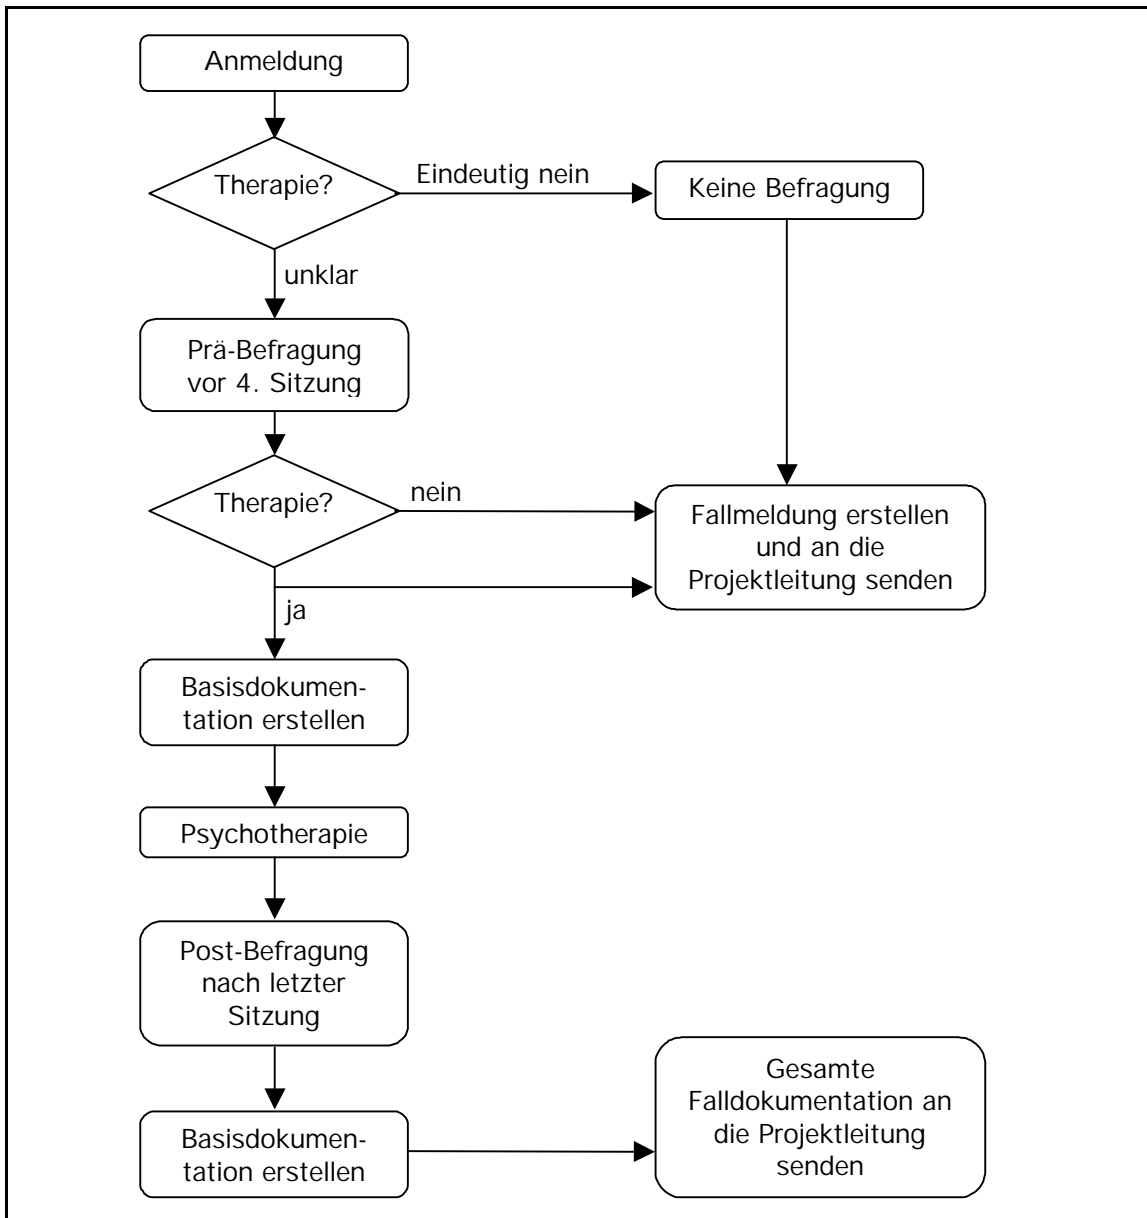 Anmeldung
Therapie?
Eindeutig nein
Keine Befragung
unklar
Prä-Befragung
vor 4. Sitzung
Therapie?
nein
Fallmeldung erstellen
und an die
Projektleitung senden
ja
Basisdokumen-
tation erstellen
Psychotherapie
Post-Befragung
nach letzter
Sitzung
Basisdokumen-
tation erstellen
Gesamte
Falldokumentation an
die Projektleitung
senden